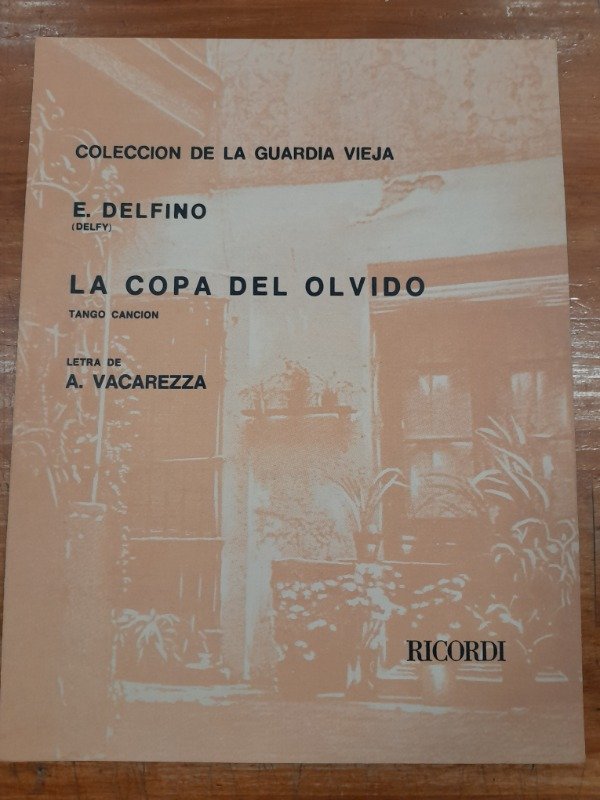 COLECCION DE LA GUARDIA VIEJA
E. DELFINO
(DELFY)
LA COPA DEL OLVIDO
TANGO CANCION
LETRA DE
A. VACAREZZA
RICORDI